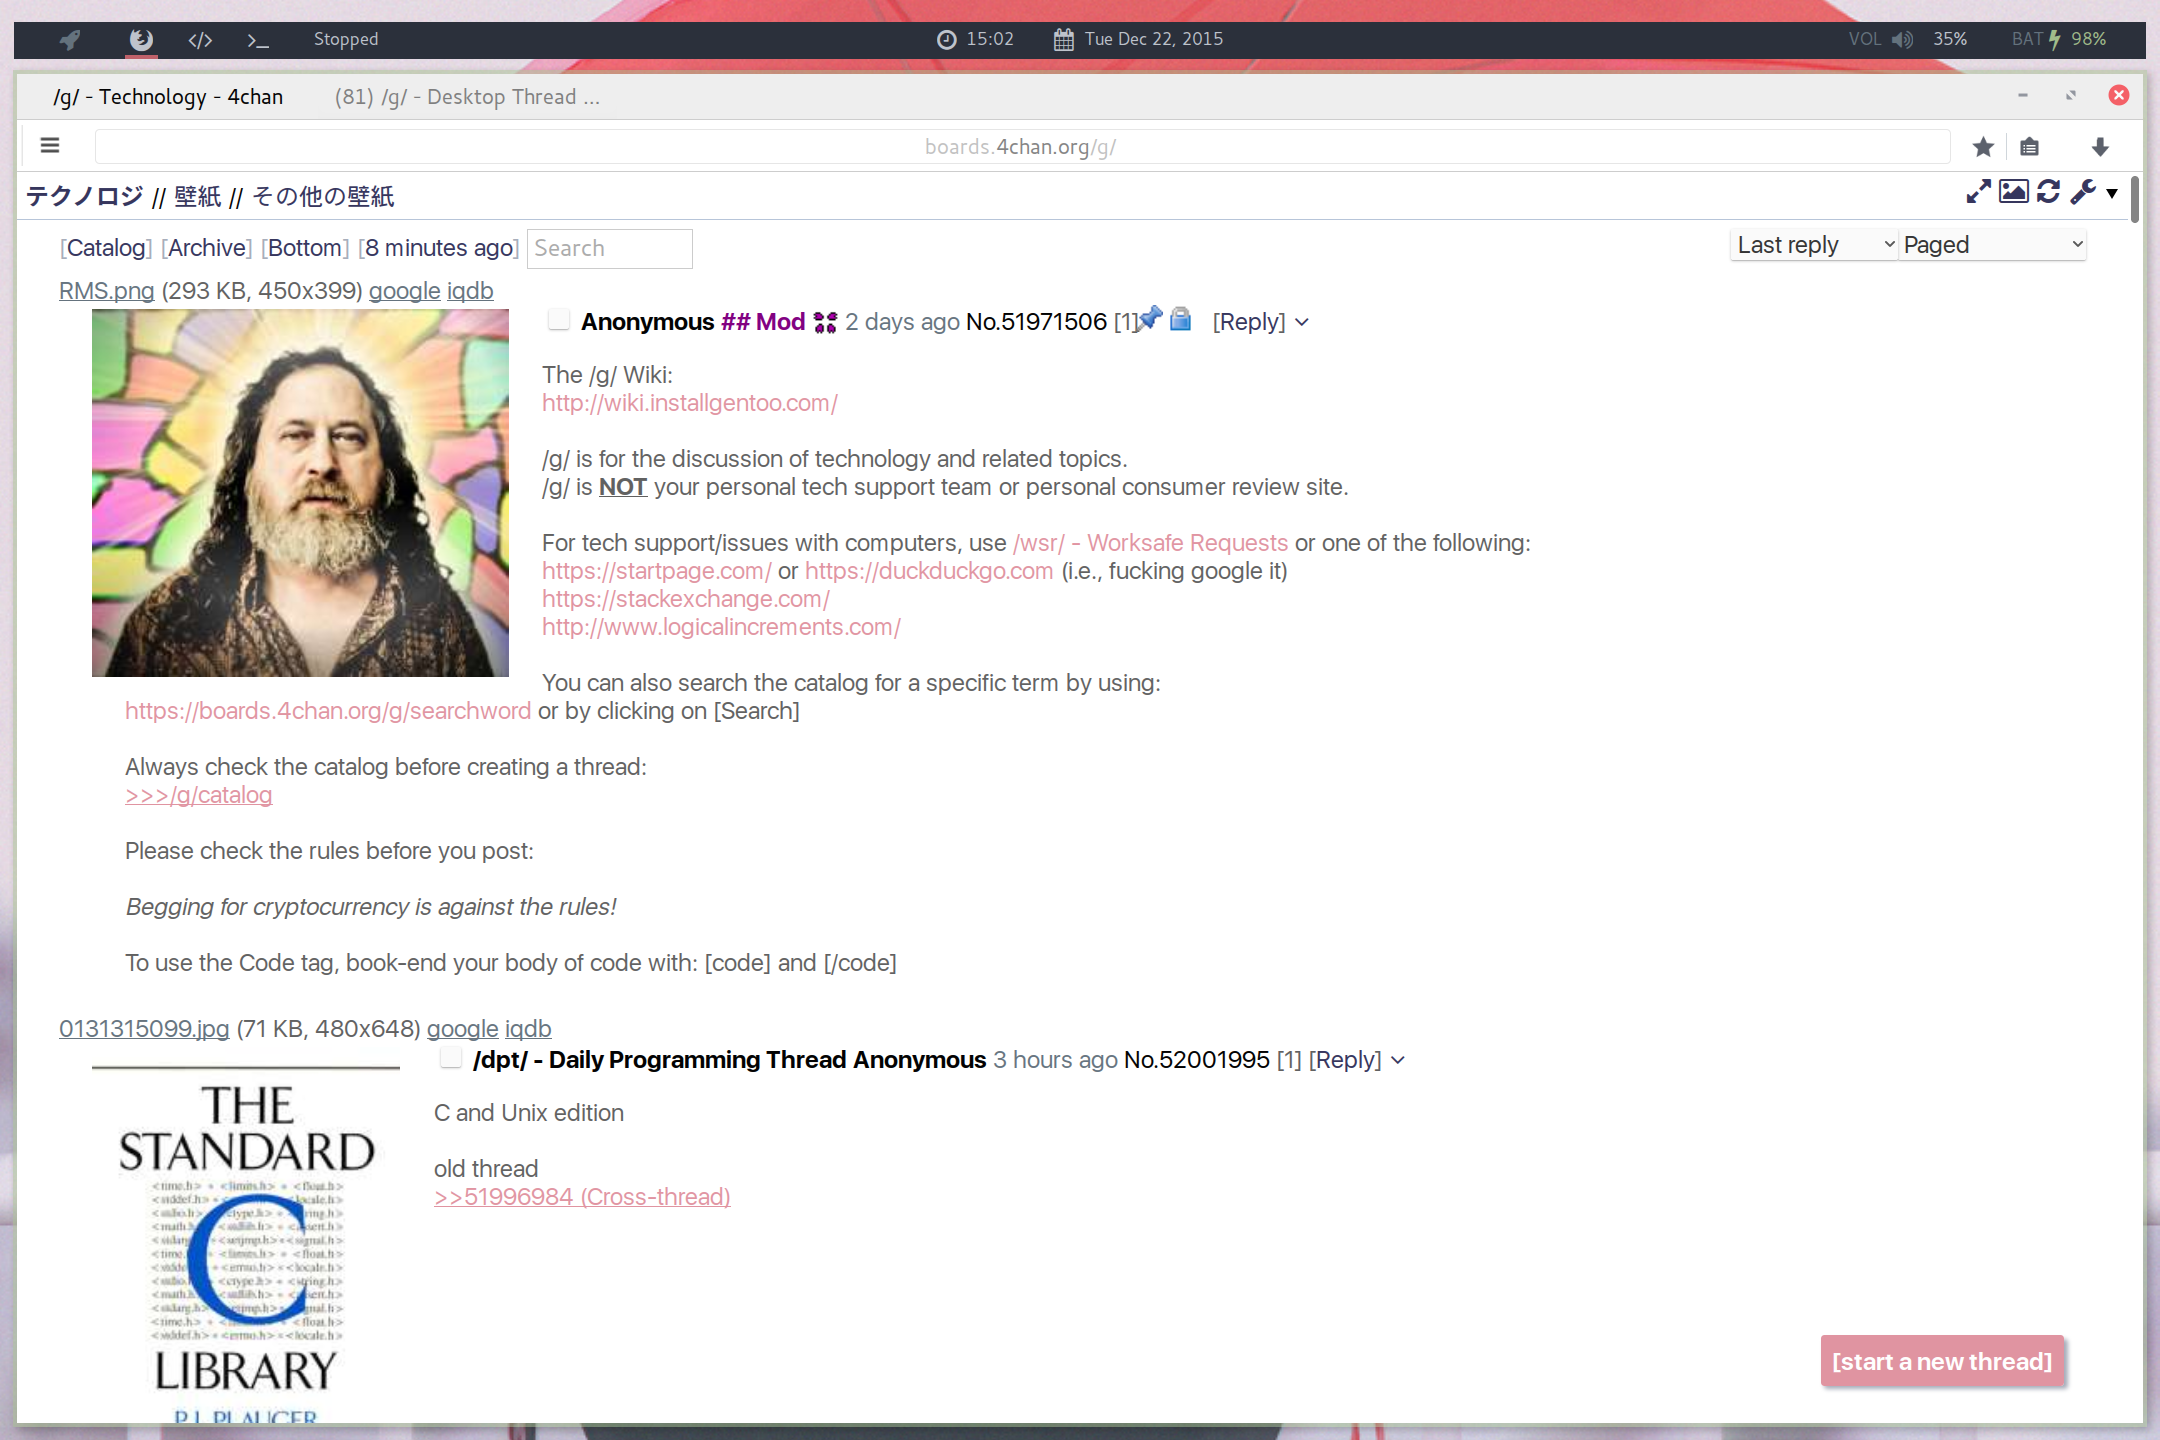 Stopped
15:02
Tue Dec 22, 2015
VOL 35%
BAT 98%
/g/ - Technology - 4chan
(81) /g/ - Desktop Thread ...
boards.4chan.org/g/
テクノロジ // 壁紙 // その他の壁紙
[Catalog] [Archive] [Bottom] [8 minutes ago] Search
Last reply
Paged
RMS.png (293 KB, 450x399) google iqdb
Anonymous ## Mod 2 days ago No.51971506 [1] [Reply]
The /g/ Wiki:
http://wiki.installgentoo.com/
/g/ is for the discussion of technology and related topics.
/g/ is NOT your personal tech support team or personal consumer review site.
For tech support/issues with computers, use /wsr/ - Worksafe Requests or one of the following:
https://startpage.com/ or https://duckduckgo.com (i.e., fucking google it)
https://stackexchange.com/
http://www.logicalincrements.com/
You can also search the catalog for a specific term by using:
https://boards.4chan.org/g/searchword or by clicking on [Search]
Always check the catalog before creating a thread:
>>>/g/catalog
Please check the rules before you post:
Begging for cryptocurrency is against the rules!
To use the Code tag, book-end your body of code with: [code] and [/code]
0131315099.jpg (71 KB, 480x648) google iqdb
/dpt/ - Daily Programming Thread Anonymous 3 hours ago No.52001995 [1] [Reply]
C and Unix edition
old thread
>>51996984 (Cross-thread)
THE
STANDARD
C
LIBRARY
P.J. PLAUGER
[start a new thread]